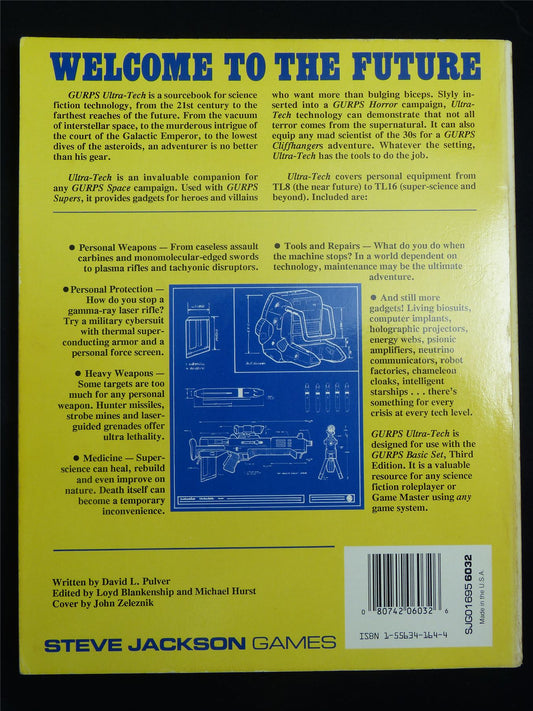 WELCOME TO THE FUTURE
GURPS Ultra-Tech is a sourcebook for science
fiction technology, from the 21st century to the
farthest reaches of the future. From the vacuum
of interstellar space, to the murderous intrigue of
the court of the Galactic Emperor, to the lowest
dives of the asteroids, an adventurer is no better
than his gear.
Ultra-Tech is an invaluable companion for
any GURPS Space campaign. Used with GURPS
Supers, it provides gadgets for heroes and villains
who want more than bulging biceps. Slyly in-
serted into a GURPS Horror campaign, Ultra-
Tech technology can demonstrate that not all
terror comes from the supernatural. It can also
equip any mad scientist of the 30s for a GURPS
Cliffhangers adventure. Whatever the setting,
Ultra-Tech has the tools to do the job.
Ultra-Tech covers personal equipment from
TL8 (the near future) to TL16 (super-science and
beyond). Included are:
• Personal Weapons — From caseless assault
carbines and monomolecular-edged swords
to plasma rifles and tachyonic disruptors.
• Personal Protection —
How do you stop a
gamma-ray laser rifle?
Try a military cybersuit
with thermal super-
conducting armor and a
personal force screen.
• Heavy Weapons —
Some targets are too
much for any personal
weapon. Hunter missiles,
strobe mines and laser-
guided grenades offer
ultra lethality.
• Medicine — Super-
science can heal, rebuild
and even improve on
nature. Death itself can
become a temporary
inconvenience.
• Tools and Repairs — What do you do when
the machine stops? In a world dependent on
technology, maintenance may be the ultimate
adventure.
• And still more
gadgets! Living biosuits,
computer implants,
holographic projectors,
energy webs, psionic
amplifiers, neutrino
communicators, robot
factories, chameleon
cloaks, intelligent
starships . . . there's
something for every
crisis at every tech level.
GURPS Ultra-Tech is
designed for use with the
GURPS Basic Set, Third
Edition. It is a valuable
resource for any science
fiction roleplayer or
Game Master using any
game system.
Written by David L. Pulver
Edited by Loyd Blankenship and Michael Hurst
Cover by John Zeleznik
STEVE JACKSON GAMES
0 80742 06032 6
ISBN 1-55634-164-4
SJG01695 6032
Made in the U.S.A.